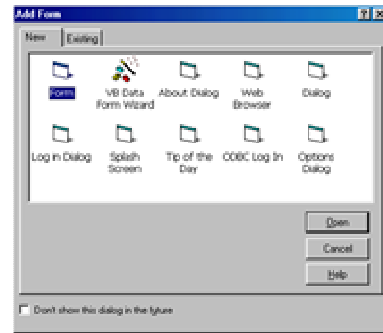 Add Form
New Existing
Form VB Data Form Wizard About Dialog Web Browser Dialog
Log in Dialog Splash Screen Tip of the Day ODBC Log In Options Dialog
Open
Cancel
Help
Don't show this dialog in the future